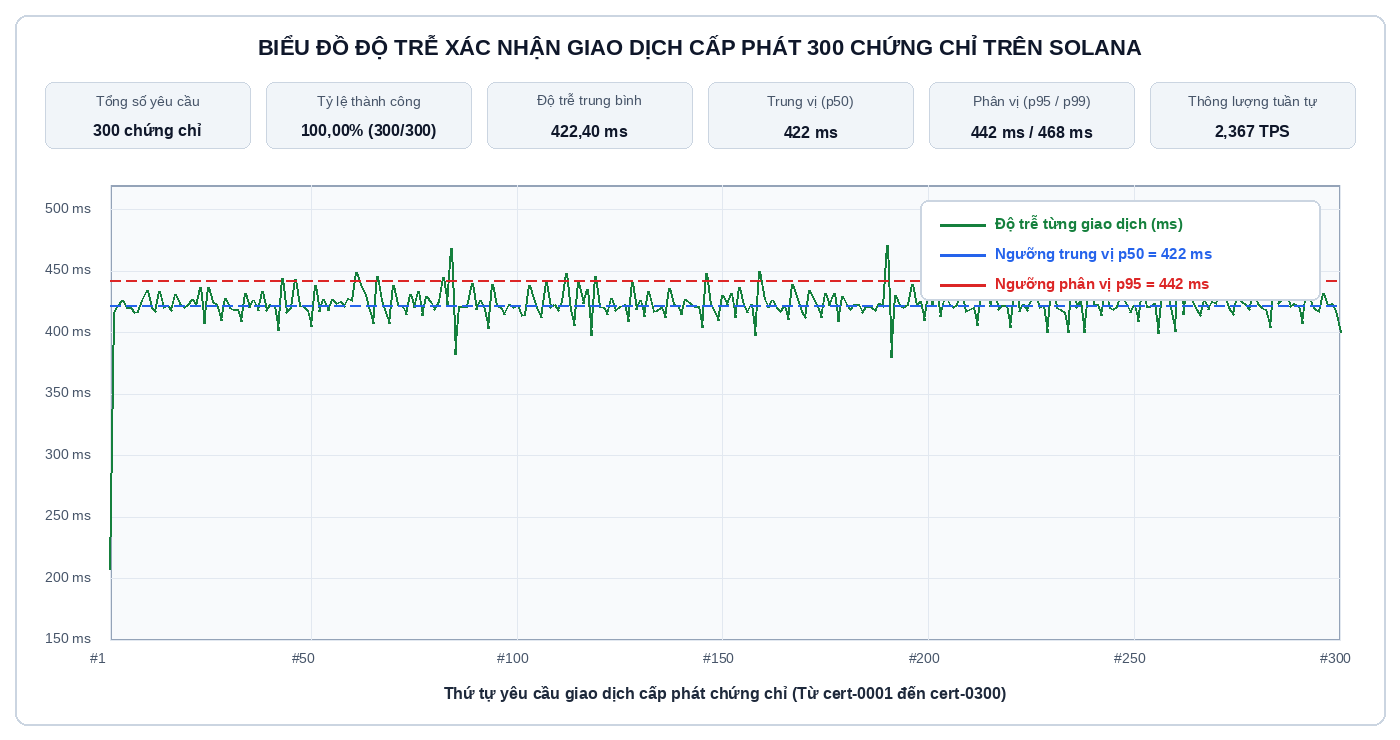 BIỂU ĐỒ ĐỘ TRỄ XÁC NHẬN GIAO DỊCH CẤP PHÁT 300 CHỨNG CHỈ TRÊN SOLANA
Tổng số yêu cầu
300 chứng chỉ
Tỷ lệ thành công
100,00% (300/300)
Độ trễ trung bình
422,40 ms
Trung vị (p50)
422 ms
Phân vị (p95 / p99)
442 ms / 468 ms
Thông lượng tuần tự
2,367 TPS
500 ms
450 ms
400 ms
350 ms
300 ms
250 ms
200 ms
150 ms
Độ trễ từng giao dịch (ms)
Ngưỡng trung vị p50 = 422 ms
Ngưỡng phân vị p95 = 442 ms
#1
#50
#100
#150
#200
#250
#300
Thứ tự yêu cầu giao dịch cấp phát chứng chỉ (Từ cert-0001 đến cert-0300)